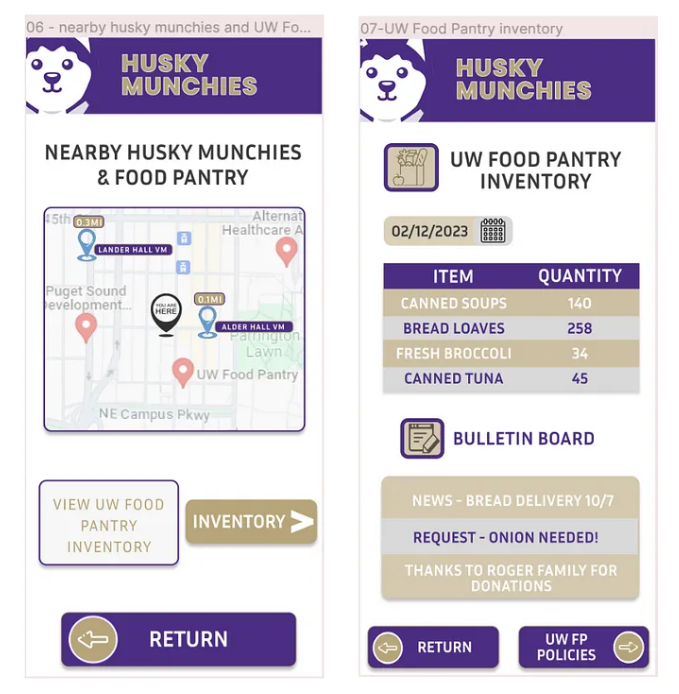 06 - nearby husky munchies and UW Fo...
HUSKY
MUNCHIES
NEARBY HUSKY MUNCHIES
& FOOD PANTRY
45th
0.3MI
LANDER HALL VM
Alternat
Healthcare A
Puget Sound
Development...
YOU ARE
HERE
0.1MI
ALDER HALL VM
Parrington
Lawn
UW Food Pantry
NE Campus Pkwy
VIEW UW FOOD
PANTRY
INVENTORY
INVENTORY >
RETURN
07-UW Food Pantry inventory
HUSKY
MUNCHIES
UW FOOD PANTRY
INVENTORY
02/12/2023
ITEM QUANTITY
CANNED SOUPS 140
BREAD LOAVES 258
FRESH BROCCOLI 34
CANNED TUNA 45
BULLETIN BOARD
NEWS - BREAD DELIVERY 10/7
REQUEST - ONION NEEDED!
THANKS TO ROGER FAMILY FOR
DONATIONS
RETURN
UW FP
POLICIES